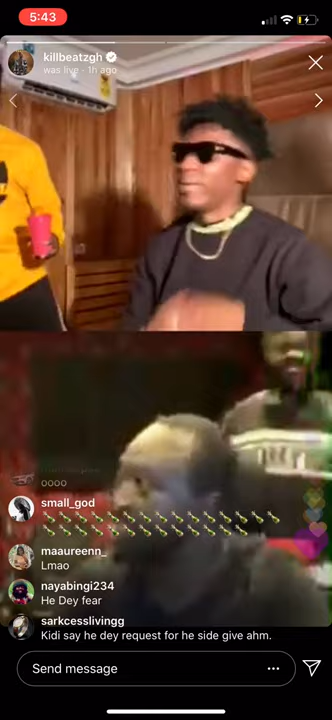 5:43
killbeatzgh
was live · 1h ago
oooo
small_god
maaureenn_
Lmao
nayabingi234
He Dey fear
sarkcesslivingg
Kidi say he dey request for he side give ahm.
Send message